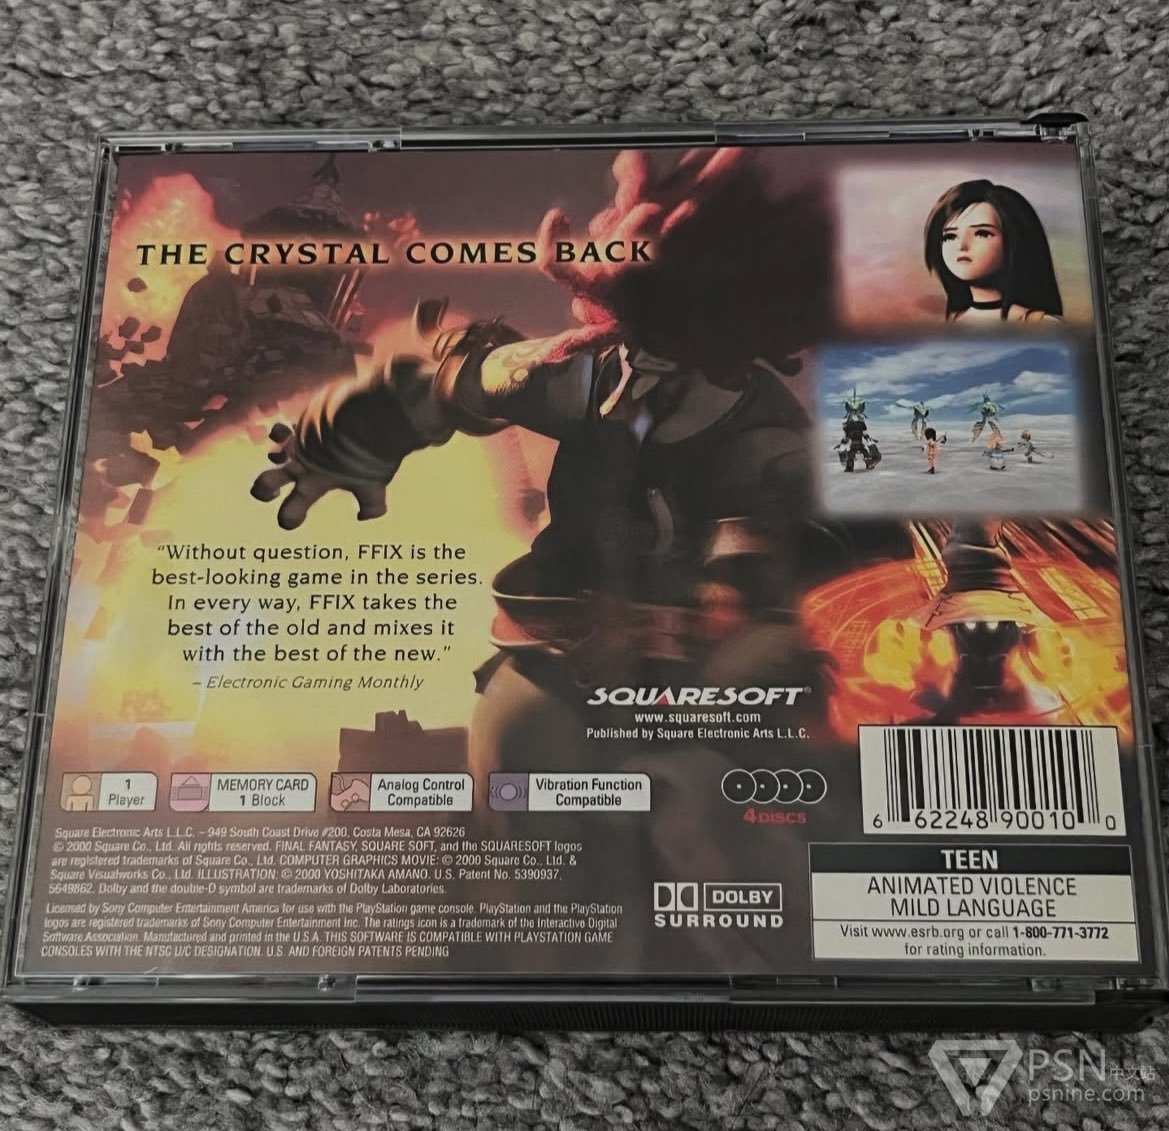 THE CRYSTAL COMES BACK
“Without question, FFIX is the
best-looking game in the series.
In every way, FFIX takes the
best of the old and mixes it
with the best of the new.”
– Electronic Gaming Monthly
SQUARESOFT®
www.squaresoft.com
Published by Square Electronic Arts L.L.C.
1
Player
MEMORY CARD
1 Block
Analog Control
Compatible
Vibration Function
Compatible
4 DISCS
6 62248 90010 0
Square Electronic Arts L.L.C. – 949 South Coast Drive #200, Costa Mesa, CA 92626
© 2000 Square Co., Ltd. All rights reserved. FINAL FANTASY, SQUARE SOFT, and the SQUARESOFT logos
are registered trademarks of Square Co., Ltd. COMPUTER GRAPHICS MOVIE: © 2000 Square Co., Ltd. &
Square Visualworks Co., Ltd. ILLUSTRATION: © 2000 YOSHITAKA AMANO. U.S. Patent No. 5390937,
5649862. Dolby and the double-D symbol are trademarks of Dolby Laboratories.
Licensed by Sony Computer Entertainment America for use with the PlayStation game console. PlayStation and the PlayStation
logos are registered trademarks of Sony Computer Entertainment Inc. The ratings icon is a trademark of the Interactive Digital
Software Association. Manufactured and printed in the U.S.A. THIS SOFTWARE IS COMPATIBLE WITH PLAYSTATION GAME
CONSOLES WITH THE NTSC U/C DESIGNATION. U.S. AND FOREIGN PATENTS PENDING
DOLBY
SURROUND
TEEN
ANIMATED VIOLENCE
MILD LANGUAGE
Visit www.esrb.org or call 1-800-771-3772
for rating information.
PSN中文站
psnine.com